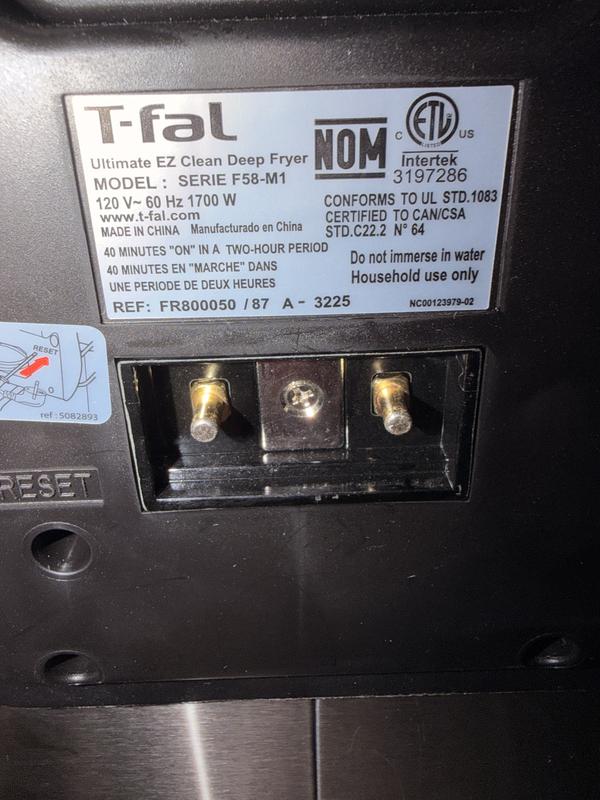 T-fal
Ultimate EZ Clean Deep Fryer
MODEL : SERIE F58-M1
120 V~ 60 Hz 1700 W
www.t-fal.com
MADE IN CHINA Manufacturado en China
40 MINUTES "ON" IN A TWO-HOUR PERIOD
40 MINUTES EN "MARCHE" DANS
UNE PERIODE DE DEUX HEURES
REF: FR800050 / 87 A - 3225
NOM
C ETL US
LISTED
Intertek
3197286
CONFORMS TO UL STD.1083
CERTIFIED TO CAN/CSA
STD.C22.2 N° 64
Do not immerse in water
Household use only
NC00123979-02
RESET
ref : 5082893
RESET